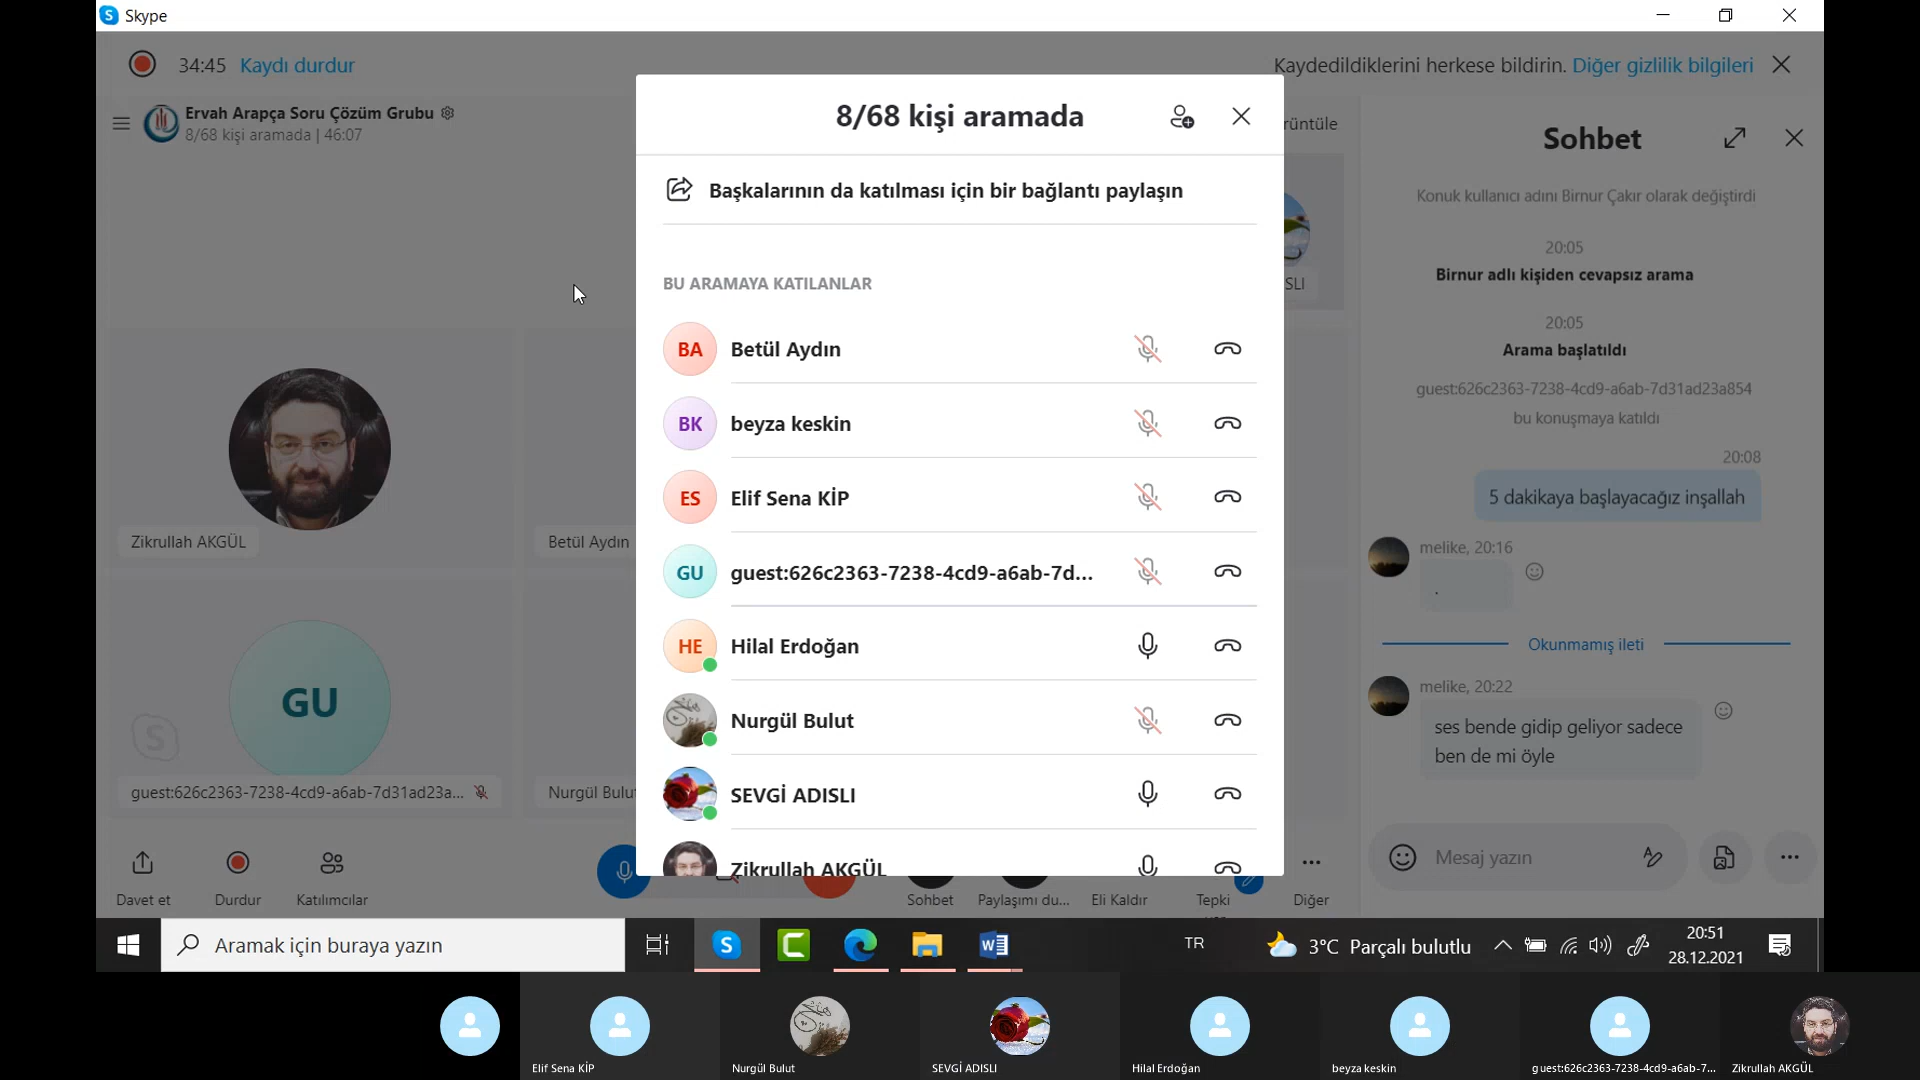 Skype
34:45 Kaydı durdur
Kaydedildiklerini herkese bildirin. Diğer gizlilik bilgileri
Ervah Arapça Soru Çözüm Grubu
8/68 kişi aramada | 46:07
Zikrullah AKGÜL
Betül Aydın
GU
guest:626c2363-7238-4cd9-a6ab-7d31ad23a...
Nurgül Bulut
8/68 kişi aramada
Başkalarının da katılması için bir bağlantı paylaşın
BU ARAMAYA KATILANLAR
BA Betül Aydın
BK beyza keskin
ES Elif Sena KİP
GU guest:626c2363-7238-4cd9-a6ab-7d...
HE Hilal Erdoğan
Nurgül Bulut
SEVGİ ADISLI
Zikrullah AKGÜL
rüntüle
SLI
Sohbet
Konuk kullanıcı adını Birnur Çakır olarak değiştirdi
20:05
Birnur adlı kişiden cevapsız arama
20:05
Arama başlatıldı
guest:626c2363-7238-4cd9-a6ab-7d31ad23a854
bu konuşmaya katıldı
20:08
5 dakikaya başlayacağız inşallah
melike, 20:16
.
Okunmamış ileti
melike, 20:22
ses bende gidip geliyor sadece
ben de mi öyle
Mesaj yazın
Davet et
Durdur
Katılımcılar
Sohbet
Paylaşımı du...
Eli Kaldır
Tepki
Diğer
Aramak için buraya yazın
TR
3°C Parçalı bulutlu
20:51
28.12.2021
Elif Sena KİP
Nurgül Bulut
SEVGİ ADISLI
Hilal Erdoğan
beyza keskin
guest:626c2363-7238-4cd9-a6ab-7...
Zikrullah AKGÜL